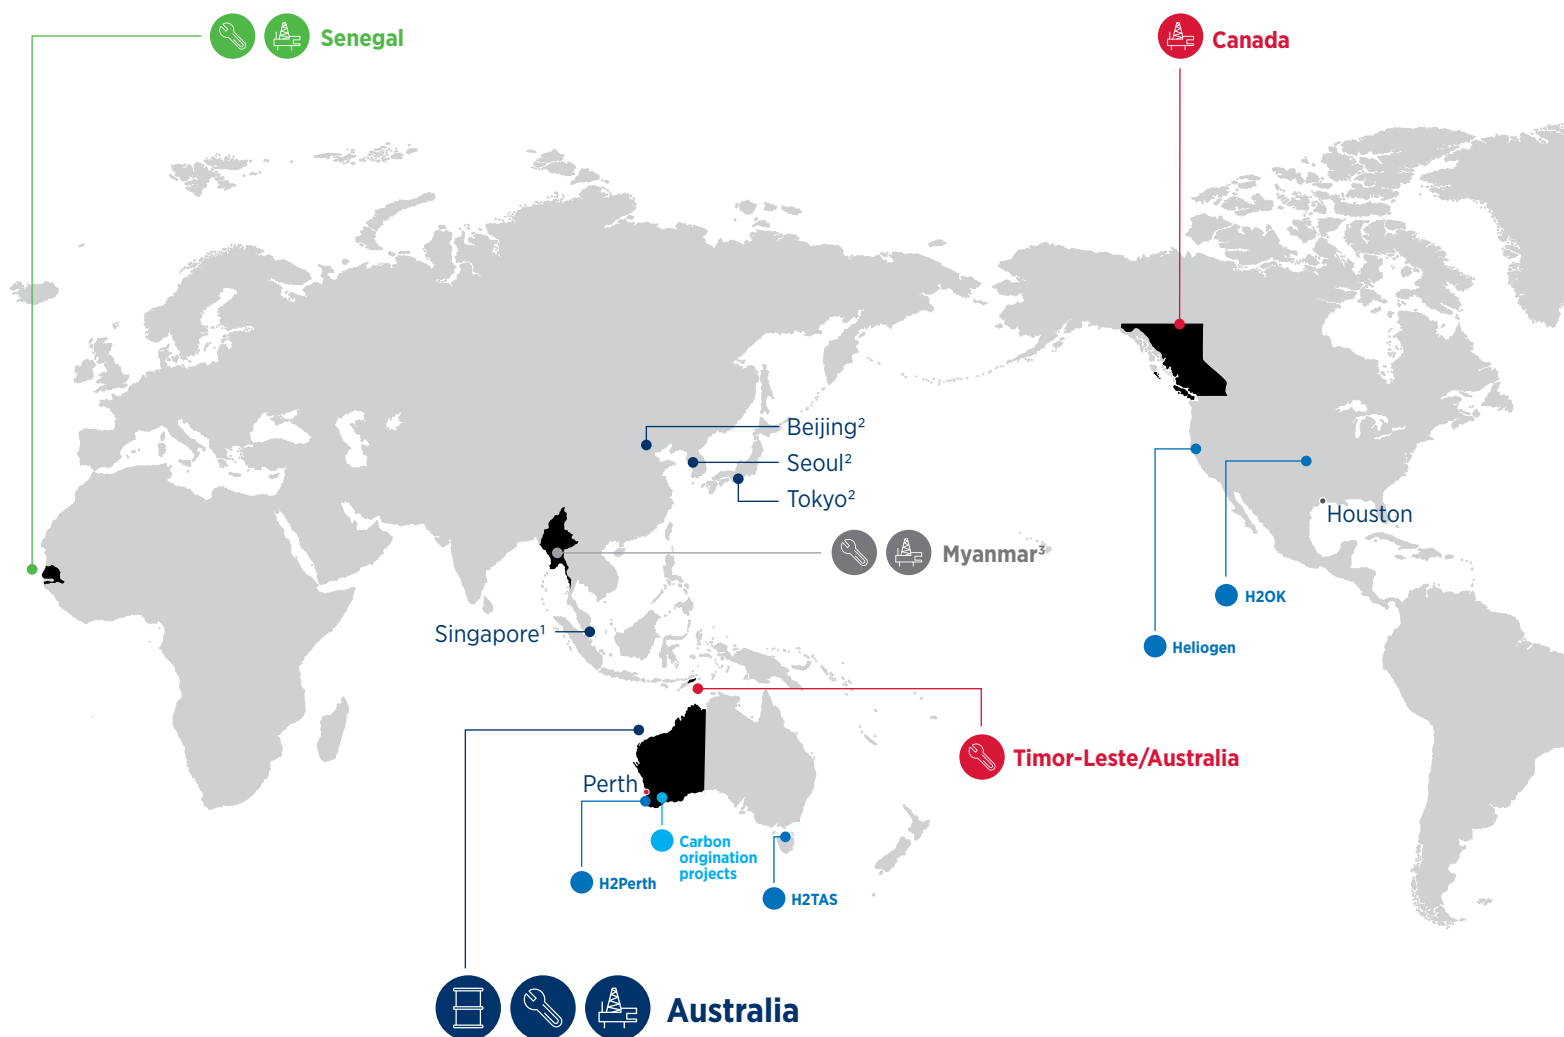 Senegal
Canada
Beijing²
Seoul²
Tokyo²
Houston
Myanmar³
H2OK
Singapore¹
Heliogen
Timor-Leste/Australia
Perth
Carbon
origination
projects
H2Perth
H2TAS
Australia